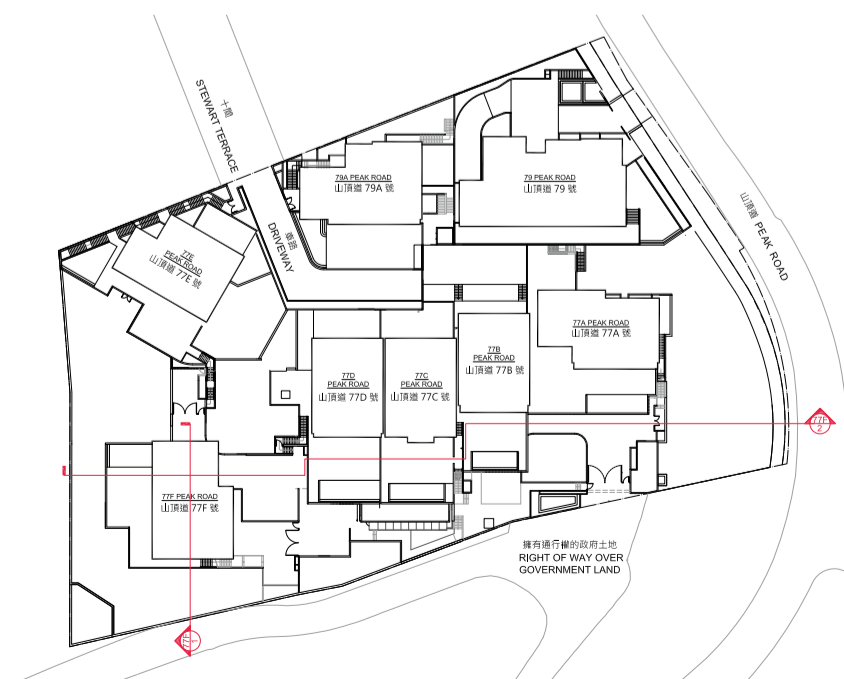 十間
STEWART TERRACE
79A PEAK ROAD
山頂道 79A 號
79 PEAK ROAD
山頂道 79 號
山頂道 PEAK ROAD
車路
DRIVEWAY
77E
PEAK ROAD
山頂道 77E 號
77A PEAK ROAD
山頂道 77A 號
77B
PEAK ROAD
山頂道 77B 號
77D
PEAK ROAD
山頂道 77D 號
77C
PEAK ROAD
山頂道 77C 號
77F
2
77F PEAK ROAD
山頂道 77F 號
擁有通行權的政府土地
RIGHT OF WAY OVER
GOVERNMENT LAND
77F
1